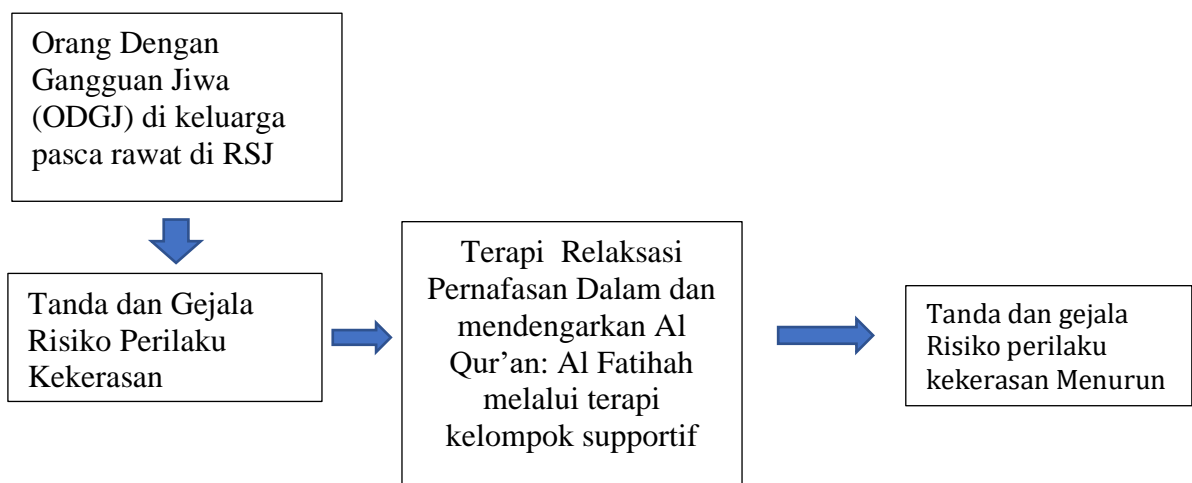 Orang Dengan
Gangguan Jiwa
(ODGJ) di keluarga
pasca rawat di RSJ
Tanda dan Gejala
Risiko Perilaku
Kekerasan
Terapi Relaksasi
Pernafasan Dalam dan
mendengarkan Al
Qur’an: Al Fatihah
melalui terapi
kelompok supportif
Tanda dan gejala
Risiko perilaku
kekerasan Menurun